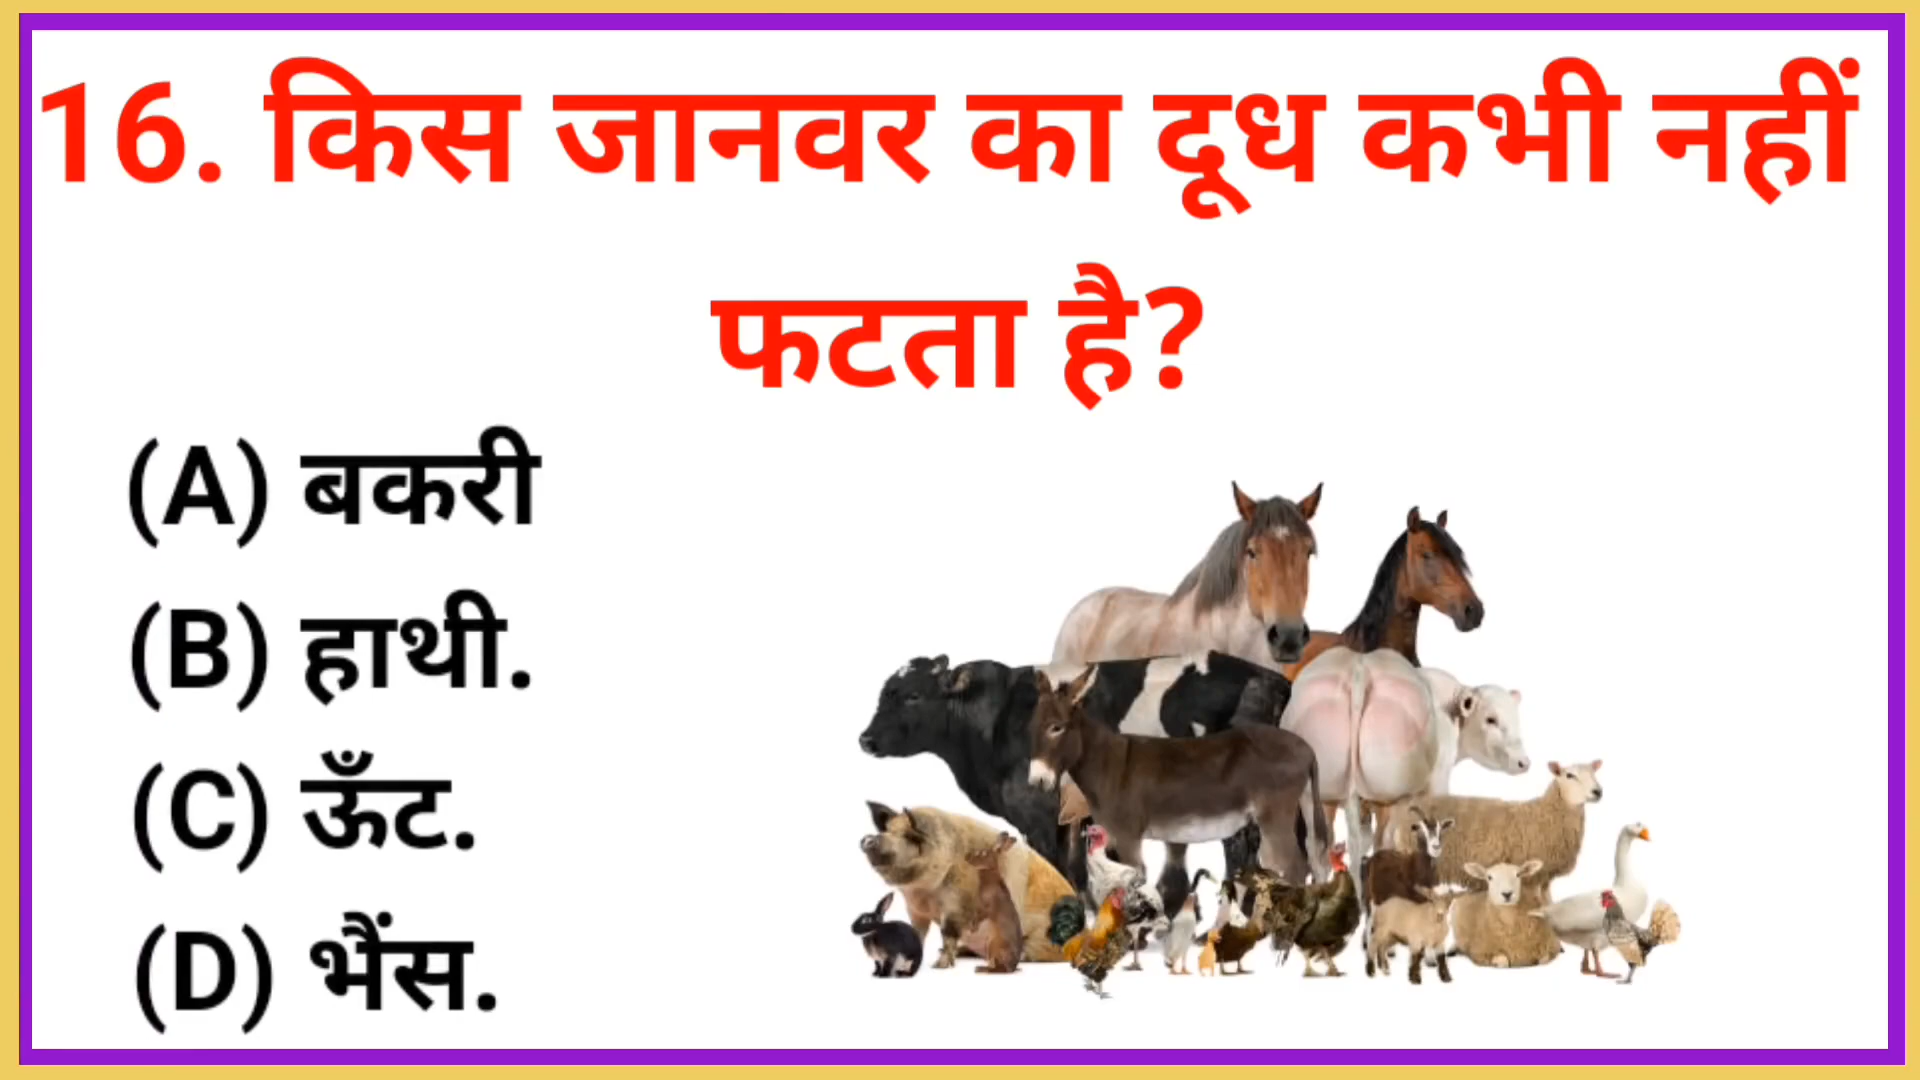 16. किस जानवर का दूध कभी नहीं
फटता है?
(A) बकरी
(B) हाथी.
(C) ऊँट.
(D) भैंस.